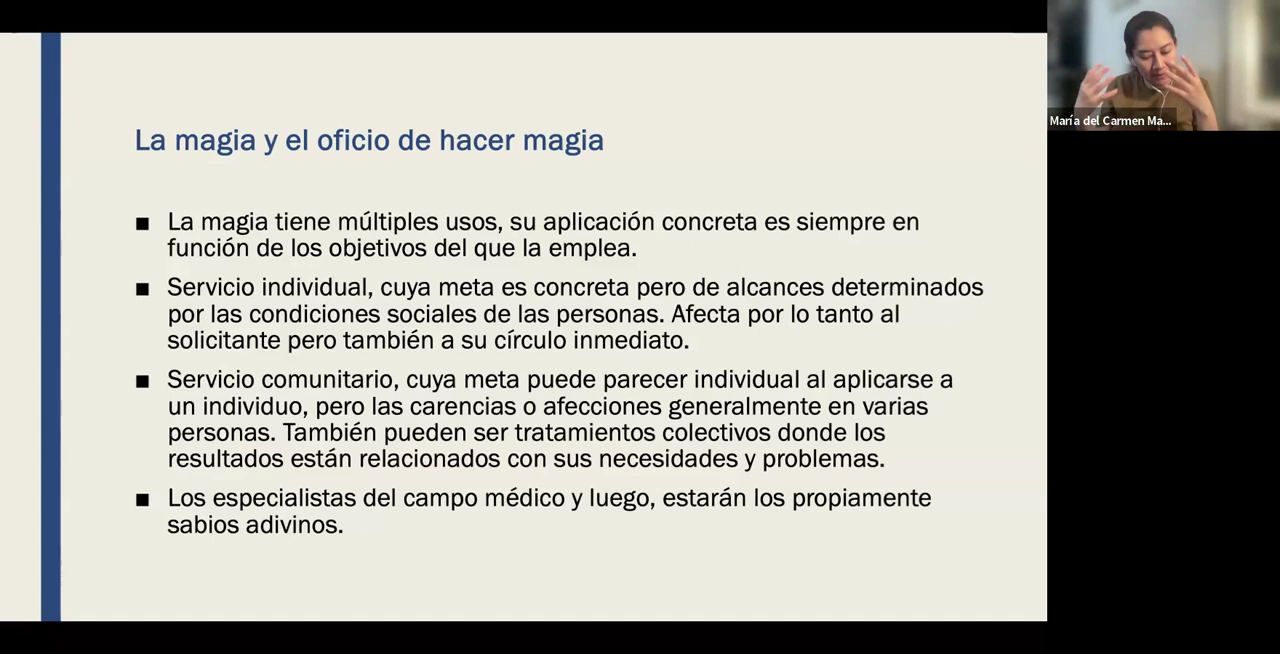 La magia y el oficio de hacer magia
■ La magia tiene múltiples usos, su aplicación concreta es siempre en
función de los objetivos del que la emplea.
■ Servicio individual, cuya meta es concreta pero de alcances determinados
por las condiciones sociales de las personas. Afecta por lo tanto al
solicitante pero también a su círculo inmediato.
■ Servicio comunitario, cuya meta puede parecer individual al aplicarse a
un individuo, pero las carencias o afecciones generalmente en varias
personas. También pueden ser tratamientos colectivos donde los
resultados están relacionados con sus necesidades y problemas.
■ Los especialistas del campo médico y luego, estarán los propiamente
sabios adivinos.
María del Carmen Ma...